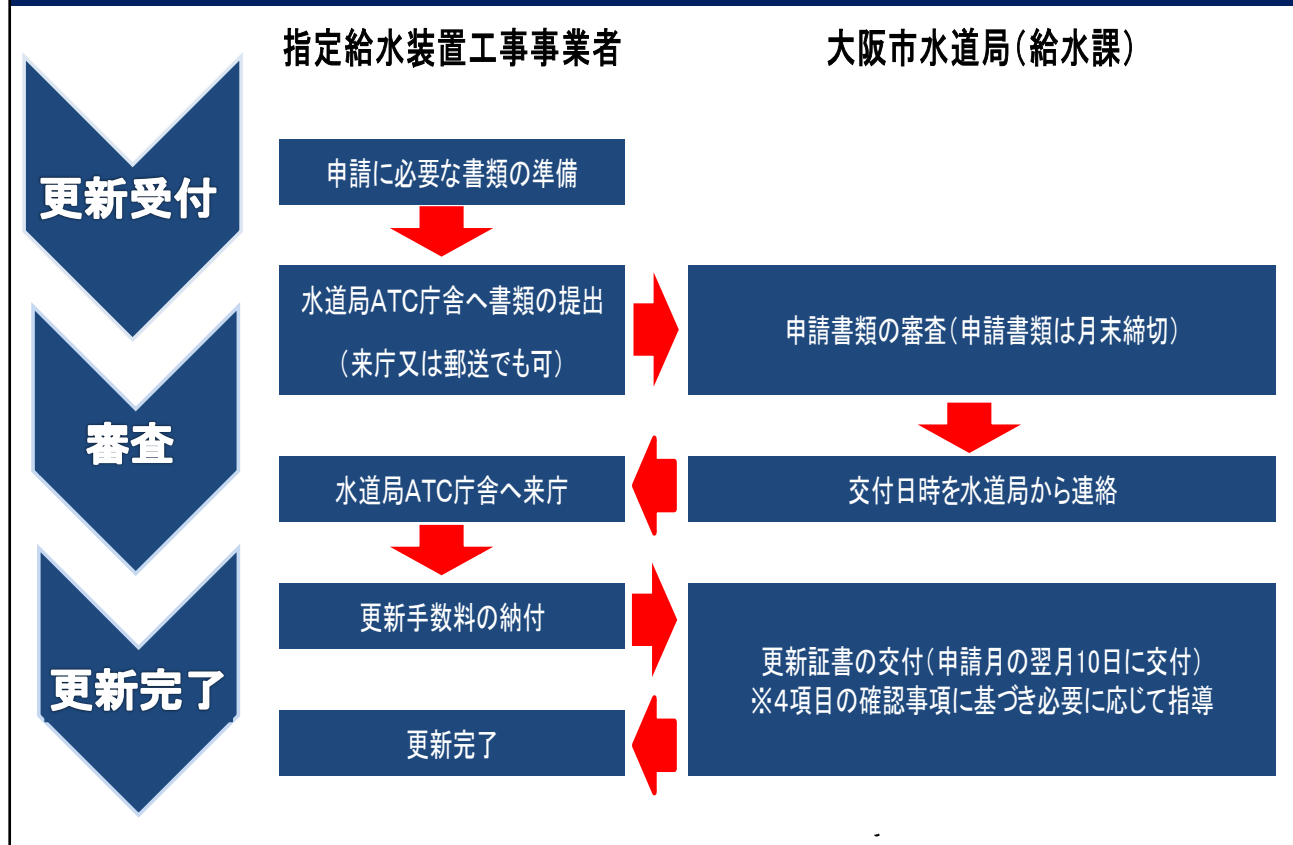 指定給水装置工事事業者
大阪市水道局(給水課)
更新受付
申請に必要な書類の準備
水道局ATC庁舎へ書類の提出
(来庁又は郵送でも可)
申請書類の審査(申請書類は月末締切)
審査
水道局ATC庁舎へ来庁
交付日時を水道局から連絡
更新完了
更新手数料の納付
更新証書の交付(申請月の翌月10日に交付)
※4項目の確認事項に基づき必要に応じて指導
更新完了